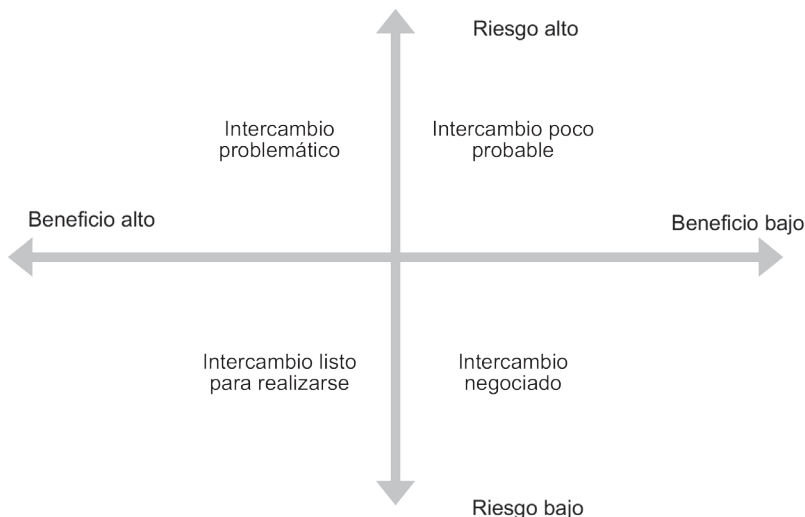 Riesgo alto
Intercambio
problemático
Intercambio poco
probable
Beneficio alto
Beneficio bajo
Intercambio listo
para realizarse
Intercambio
negociado
Riesgo bajo